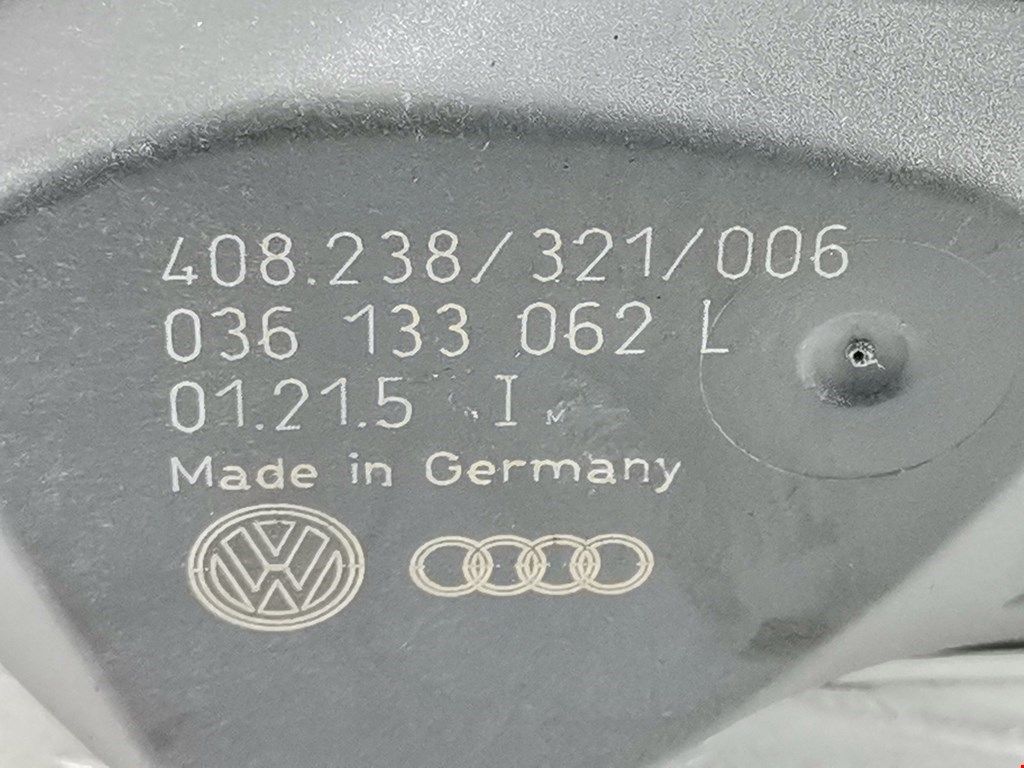 408.238/321/006
036 133 062 L
01.21.5 I
Made in Germany